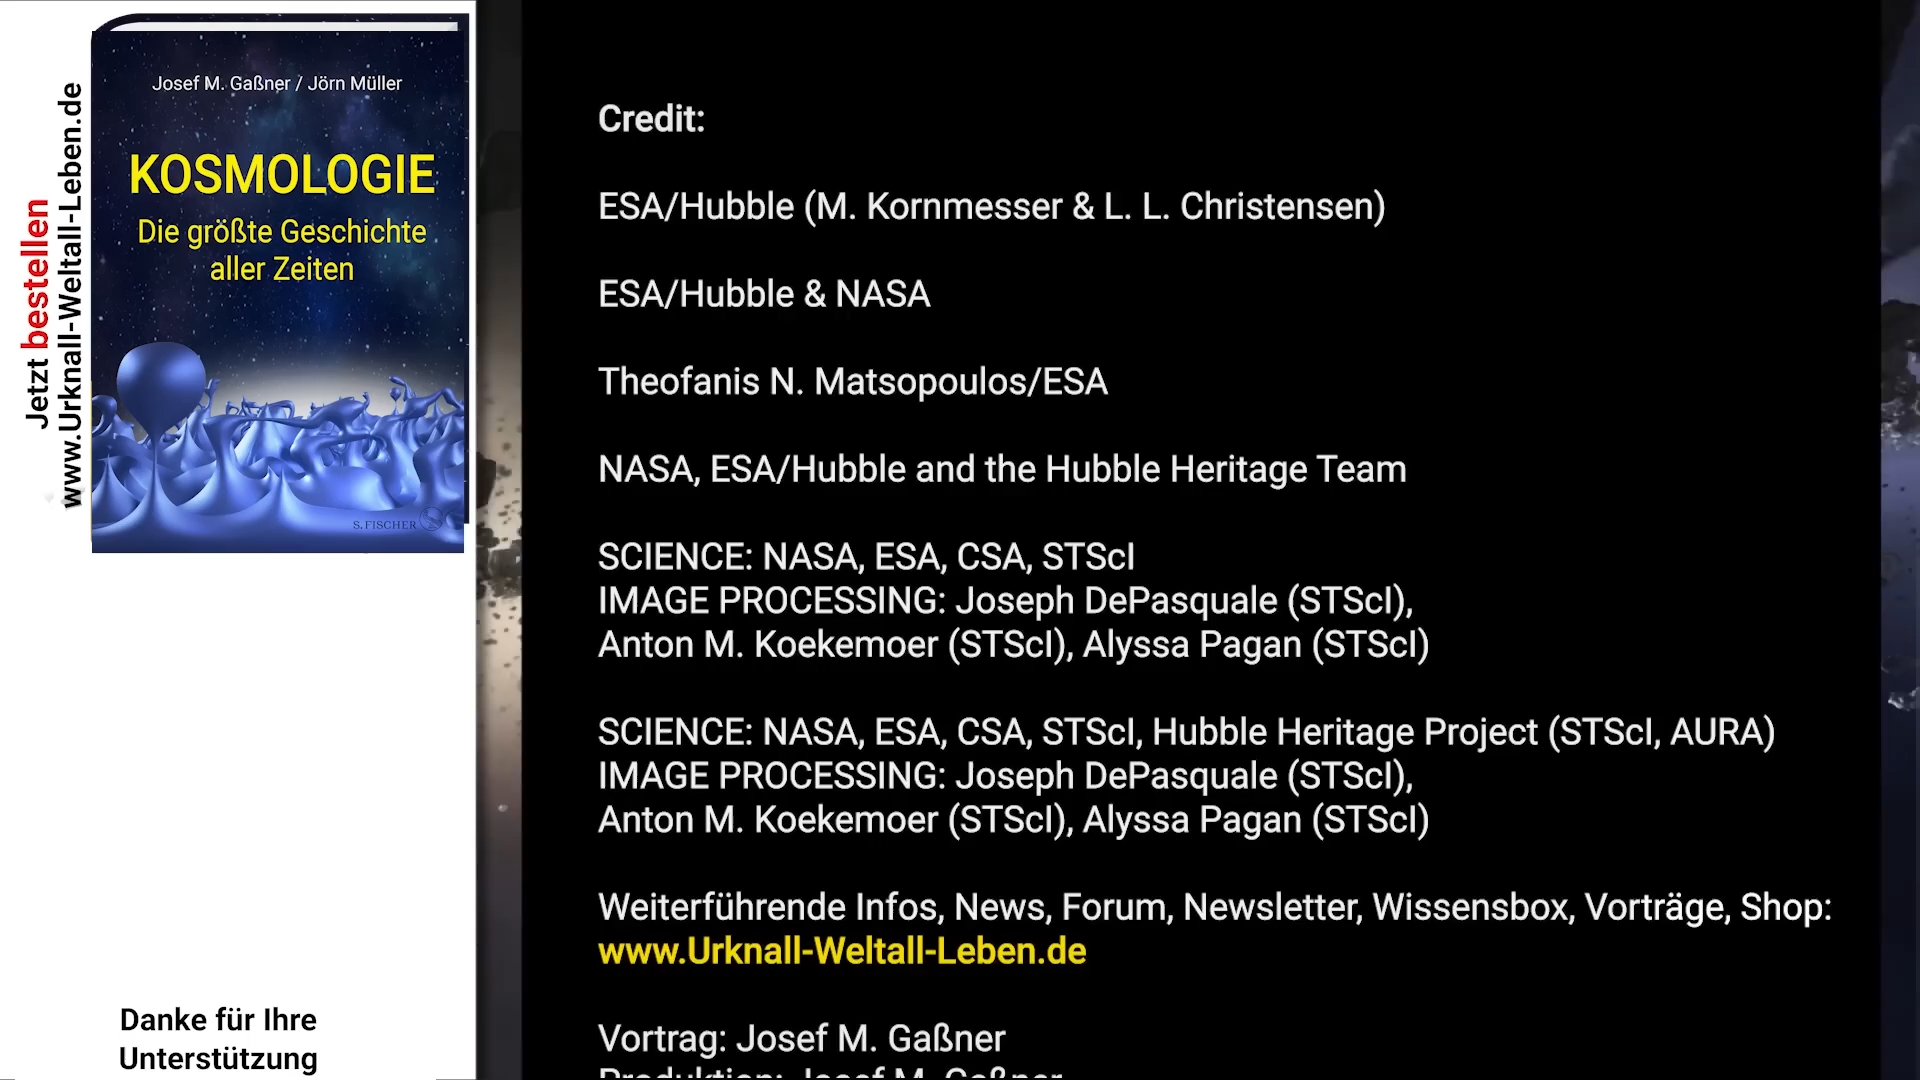 Jetzt bestellen
www.Urknall-Weltall-Leben.de
Josef M. Gaßner / Jörn Müller
KOSMOLOGIE
Die größte Geschichte
aller Zeiten
S. FISCHER
Danke für Ihre
Unterstützung
Credit:
ESA/Hubble (M. Kornmesser & L. L. Christensen)
ESA/Hubble & NASA
Theofanis N. Matsopoulos/ESA
NASA, ESA/Hubble and the Hubble Heritage Team
SCIENCE: NASA, ESA, CSA, STScI
IMAGE PROCESSING: Joseph DePasquale (STScI),
Anton M. Koekemoer (STScI), Alyssa Pagan (STScI)
SCIENCE: NASA, ESA, CSA, STScI, Hubble Heritage Project (STScI, AURA)
IMAGE PROCESSING: Joseph DePasquale (STScI),
Anton M. Koekemoer (STScI), Alyssa Pagan (STScI)
Weiterführende Infos, News, Forum, Newsletter, Wissensbox, Vorträge, Shop:
www.Urknall-Weltall-Leben.de
Vortrag: Josef M. Gaßner
Produktion: Josef M. Gaßner